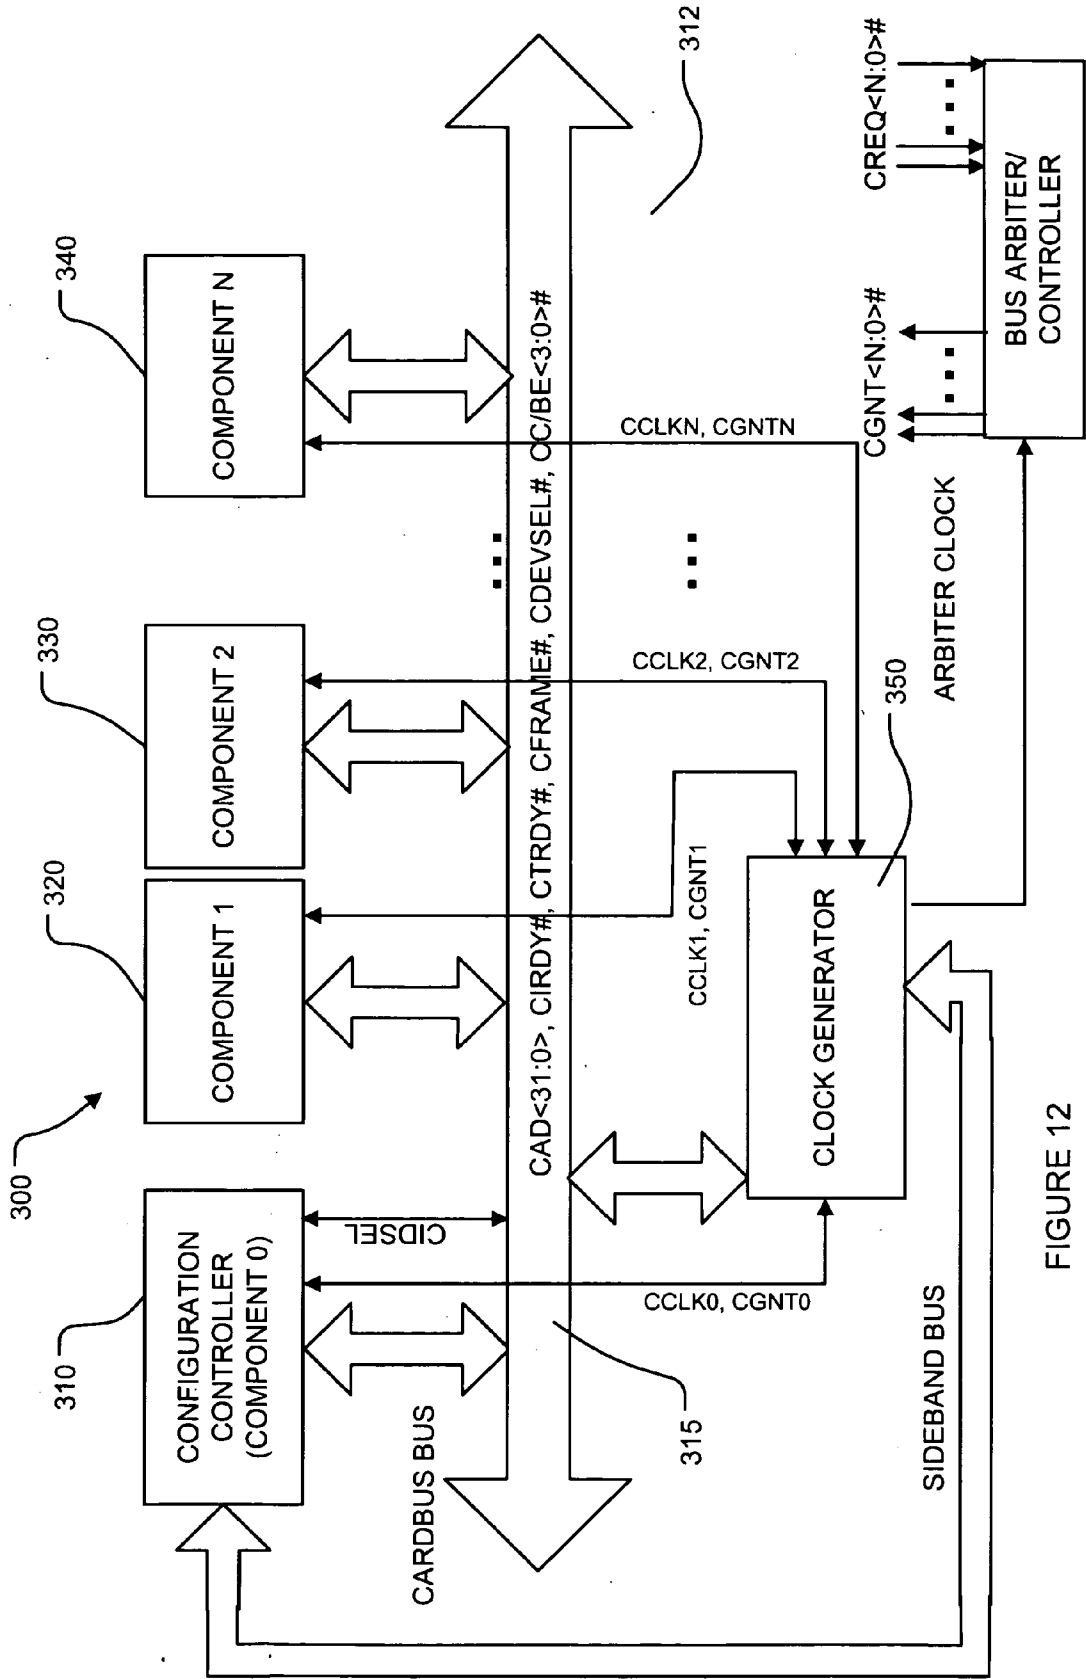 300
310
320
330
340
CONFIGURATION
CONTROLLER
(COMPONENT 0)
COMPONENT 1
COMPONENT 2
COMPONENT N
CIDSEL
CARDBUS BUS
CAD<31:0>, CIRDY#, CTRDY#, CFRAME#, CDEVSEL#, CC/BE<3:0>#
315
312
CCLK0, CGNT0
CCLK1, CGNT1
CCLK2, CGNT2
CCLKN, CGNTN
CLOCK GENERATOR
350
CGNT<N:0>#
CREQ<N:0>#
ARBITER CLOCK
BUS ARBITER/
CONTROLLER
SIDEBAND BUS
FIGURE 12